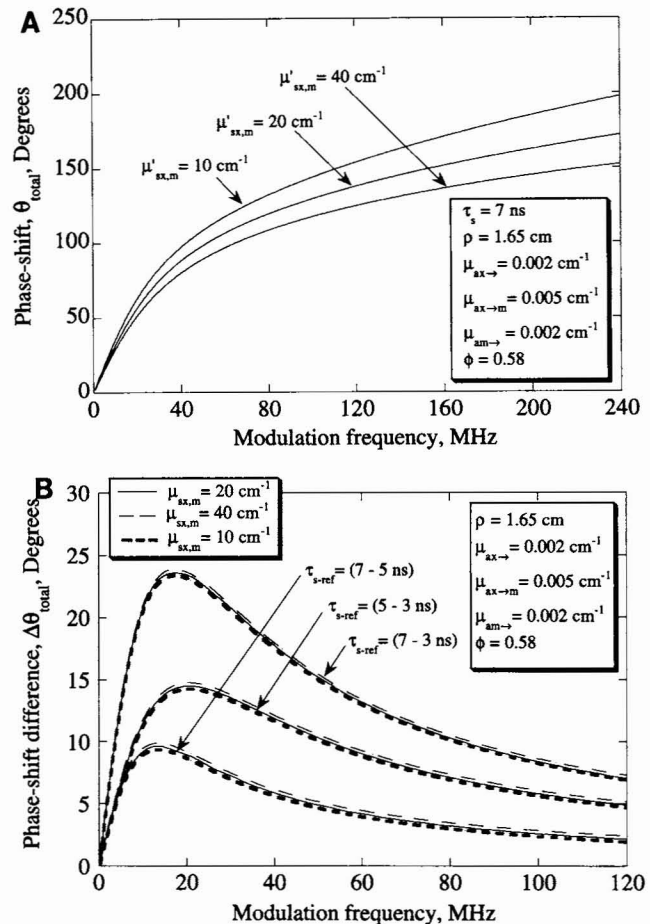 A
250
200
150
100
50
0
Phase-shift, θtotal, Degrees
μ'sx,m = 40 cm⁻¹
μ'sx,m = 20 cm⁻¹
μ'sx,m = 10 cm⁻¹
τs = 7 ns
ρ = 1.65 cm
μax→ = 0.002 cm⁻¹
μax→m = 0.005 cm⁻¹
μam→ = 0.002 cm⁻¹
ϕ = 0.58
0 40 80 120 160 200 240
Modulation frequency, MHz
B
30
25
20
15
10
5
0
Phase-shift difference, Δθtotal, Degrees
μsx,m = 20 cm⁻¹
μsx,m = 40 cm⁻¹
μsx,m = 10 cm⁻¹
τs-ref = (7 - 5 ns)
τs-ref = (5 - 3 ns)
τs-ref = (7 - 3 ns)
ρ = 1.65 cm
μax→ = 0.002 cm⁻¹
μax→m = 0.005 cm⁻¹
μam→ = 0.002 cm⁻¹
ϕ = 0.58
0 20 40 60 80 100 120
Modulation frequency, MHz